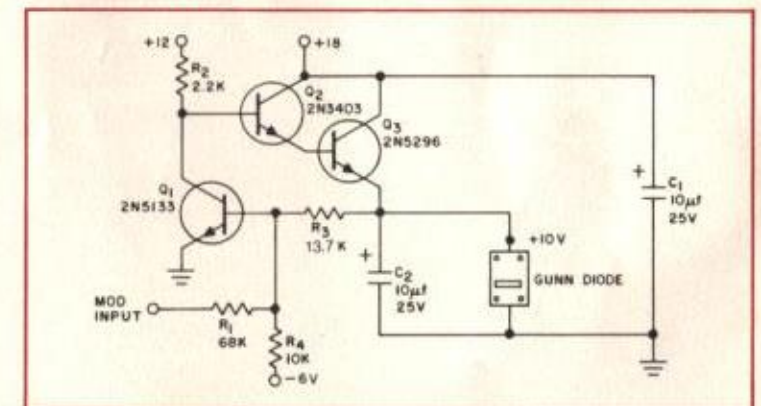 +12
+18
R2
2.2K
Q2
2N3403
Q3
2N5296
Q1
2N5133
+
C1
10μf
25V
R3
13.7 K
+10V
+
C2
10μf
25V
GUNN DIODE
MOD
INPUT
R1
68K
R4
10K
-6V